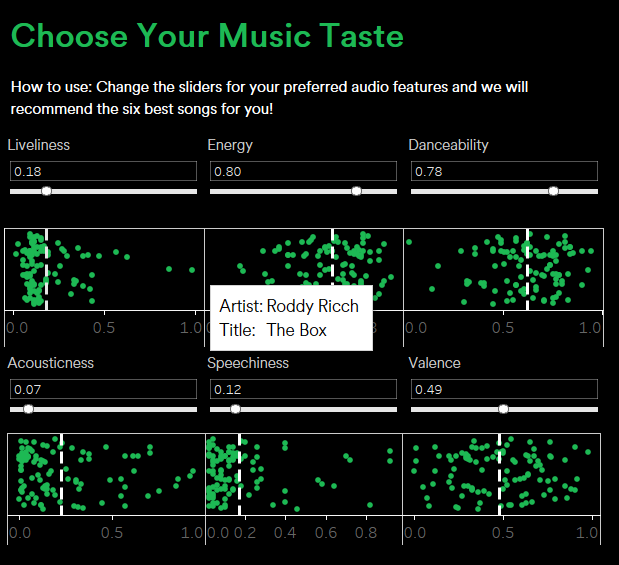 Choose Your Music Taste
How to use: Change the sliders for your preferred audio features and we will
recommend the six best songs for you!
Liveliness Energy Danceability
0.18 0.80 0.78
0.0 0.5 1.0 0.0 0.5 1.0
Artist: Roddy Ricch
Title: The Box
Acousticness Speechiness Valence
0.07 0.12 0.49
0.0 0.5 1.0 0.0 0.2 0.4 0.6 0.8 0.0 0.5 1.0